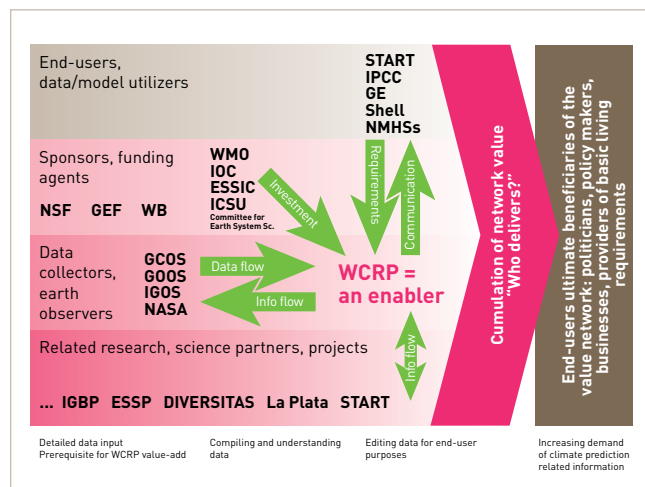 End-users,
data/model utilizers
START
IPCC
GE
Shell
NMHSs
Sponsors, funding
agents
NSF GEF WB
WMO
IOC
ESSIC
ICSU
Committee for
Earth System Sc.
Investment
Requirements
Communication
Data
collectors,
earth
observers
GCOS
GOOS
IGOS
NASA
Data flow
Info flow
WCRP =
an enabler
Info flow
Related research, science partners, projects
... IGBP ESSP DIVERSITAS La Plata START
Cumulation of network value
"Who delivers?"
End-users ultimate beneficiaries of the
value network: politicians, policy makers,
businesses, providers of basic living
requirements
Detailed data input
Prerequisite for WCRP value-add
Compiling and understanding
data
Editing data for end-user
purposes
Increasing demand
of climate prediction
related information